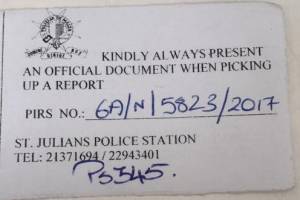 KINDLY ALWAYS PRESENT
AN OFFICIAL DOCUMENT WHEN PICKING
UP A REPORT
PIRS NO.: 6A/N/5823/2017
ST. JULIANS POLICE STATION
TEL: 21371694 / 22943401
PS345.